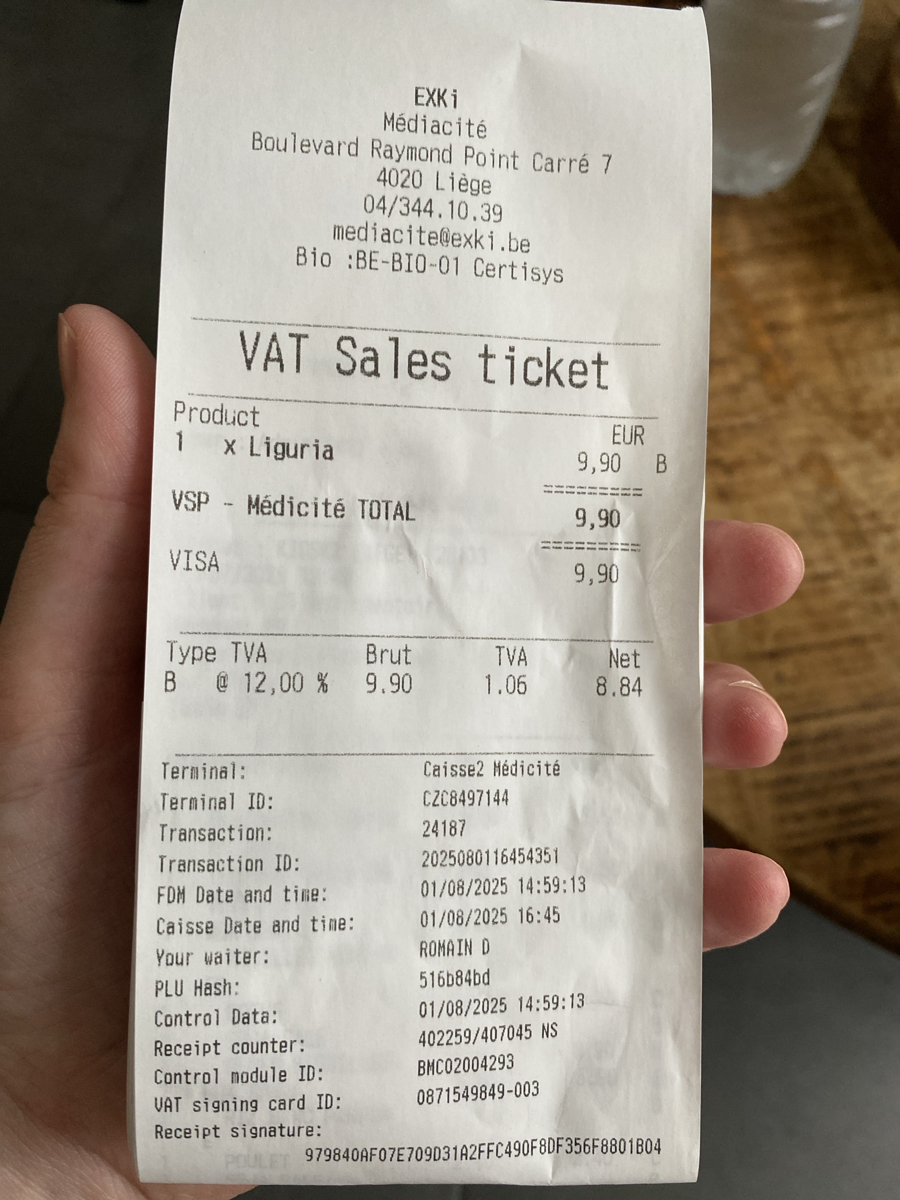 EXKi
Médiacité
Boulevard Raymond Point Carré 7
4020 Liège
04/344.10.39
mediacite@exki.be
Bio :BE-BIO-01 Certisys
VAT Sales ticket
Product EUR
1 x Liguria 9,90 B
=========
VSP - Médicité TOTAL 9,90
=========
VISA 9,90
Type TVA Brut TVA Net
B @ 12,00 % 9.90 1.06 8.84
Terminal: Caisse2 Médicité
Terminal ID: CZC8497144
Transaction: 24187
Transaction ID: 2025080116454351
FDM Date and time: 01/08/2025 14:59:13
Caisse Date and time: 01/08/2025 16:45
Your waiter: ROMAIN D
PLU Hash: 516b84bd
Control Data: 01/08/2025 14:59:13
Receipt counter: 402259/407045 NS
Control module ID: BMC02004293
VAT signing card ID: 0871549849-003
Receipt signature:
979840AF07E709D31A2FFC490F8DF356F8801B04